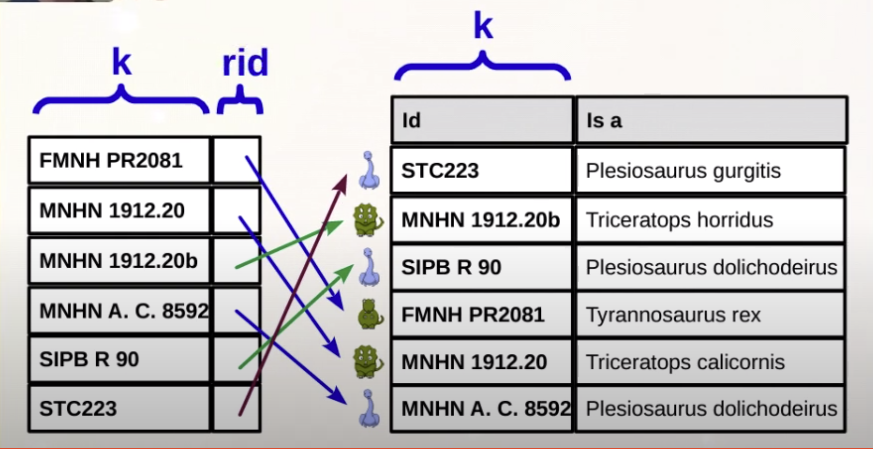 k
rid
FMNH PR2081
MNHN 1912.20
MNHN 1912.20b
MNHN A. C. 8592
SIPB R 90
STC223
k
Id Is a
STC223 Plesiosaurus gurgitis
MNHN 1912.20b Triceratops horridus
SIPB R 90 Plesiosaurus dolichodeirus
FMNH PR2081 Tyrannosaurus rex
MNHN 1912.20 Triceratops calicornis
MNHN A. C. 8592 Plesiosaurus dolichodeirus